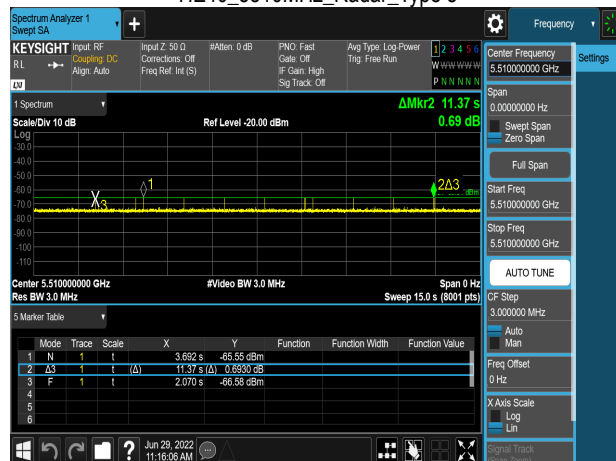 Spectrum Analyzer 1
Swept SA
+
Frequency
KEYSIGHT
RL
Align: Auto
Input: RF
Coupling: DC
Input Z: 50 Ω
Corrections: Off
Freq Ref: Int (S)
#Atten: 0 dB
PNO: Fast
Gate: Off
IF Gain: High
Sig Track: Off
Avg Type: Log-Power
Trig: Free Run
1 2 3 4 5 6
W W W W W W
P N N N N N
LXI
1 Spectrum
Scale/Div 10 dB
Ref Level -20.00 dBm
ΔMkr2 11.37 s
0.69 dB
Log
-30.0
-40.0
-50.0
-60.0
-70.0
-80.0
-90.0
-100
-110
X3
1
2Δ3
Center 5.510000000 GHz
#Video BW 3.0 MHz
Span 0 Hz
Res BW 3.0 MHz
Sweep 15.0 s (8001 pts)
5 Marker Table
Mode Trace Scale X Y Function Function Width Function Value
1 N 1 t 3.692 s -65.55 dBm
2 Δ3 1 t (Δ) 11.37 s (Δ) 0.6930 dB
3 F 1 t 2.070 s -66.58 dBm
4
5
6
?
Jun 29, 2022
11:16:06 AM
Center Frequency
5.510000000 GHz
Settings
Span
0.00000000 Hz
Swept Span
Zero Span
Full Span
Start Freq
5.510000000 GHz
Stop Freq
5.510000000 GHz
AUTO TUNE
CF Step
3.000000 MHz
Auto
Man
Freq Offset
0 Hz
X Axis Scale
Log
Lin
Signal Track
(Span Zoom)